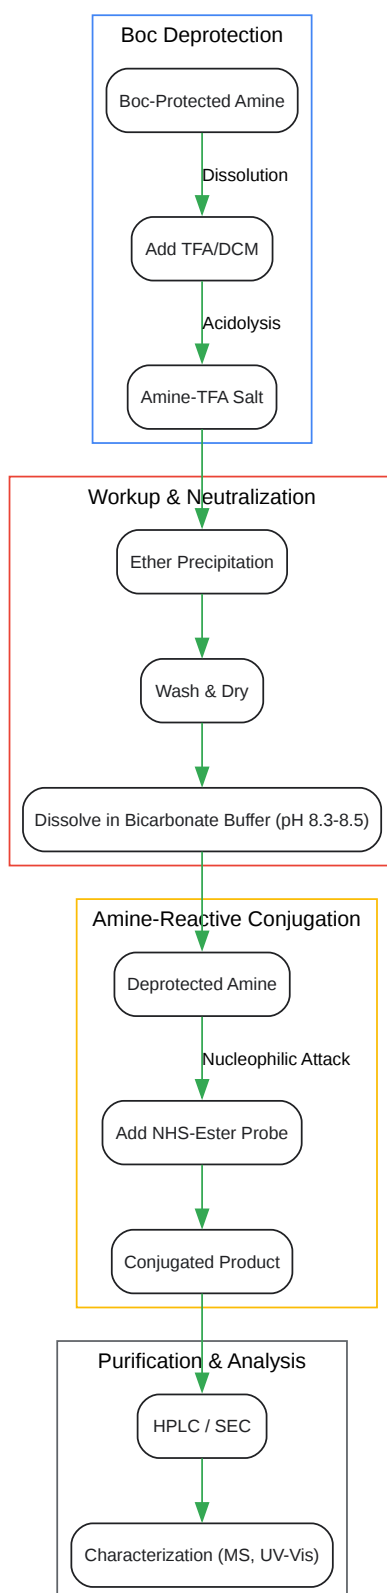 Boc Deprotection
Boc-Protected Amine
Dissolution
Add TFA/DCM
Acidolysis
Amine-TFA Salt
Workup & Neutralization
Ether Precipitation
Wash & Dry
Dissolve in Bicarbonate Buffer (pH 8.3-8.5)
Amine-Reactive Conjugation
Deprotected Amine
Nucleophilic Attack
Add NHS-Ester Probe
Conjugated Product
Purification & Analysis
HPLC / SEC
Characterization (MS, UV-Vis)